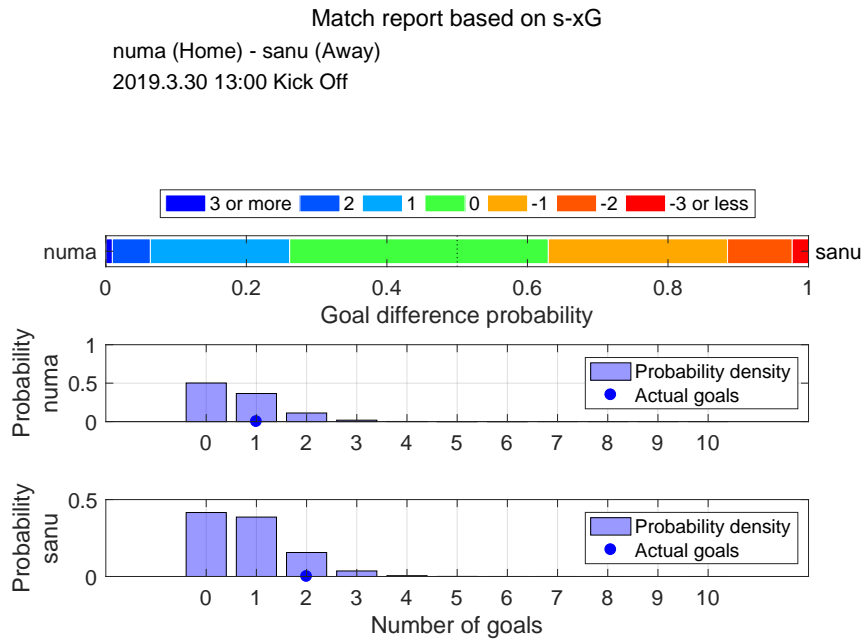 Match report based on s-xG
numa (Home) - sanu (Away)
2019.3.30 13:00 Kick Off
3 or more 2 1 0 -1 -2 -3 or less
numa sanu
0 0.2 0.4 0.6 0.8 1
Goal difference probability
Probability
numa
1
0.5
0
Probability density
Actual goals
0 1 2 3 4 5 6 7 8 9 10
Probability
sanu
0.5
0
Probability density
Actual goals
0 1 2 3 4 5 6 7 8 9 10
Number of goals